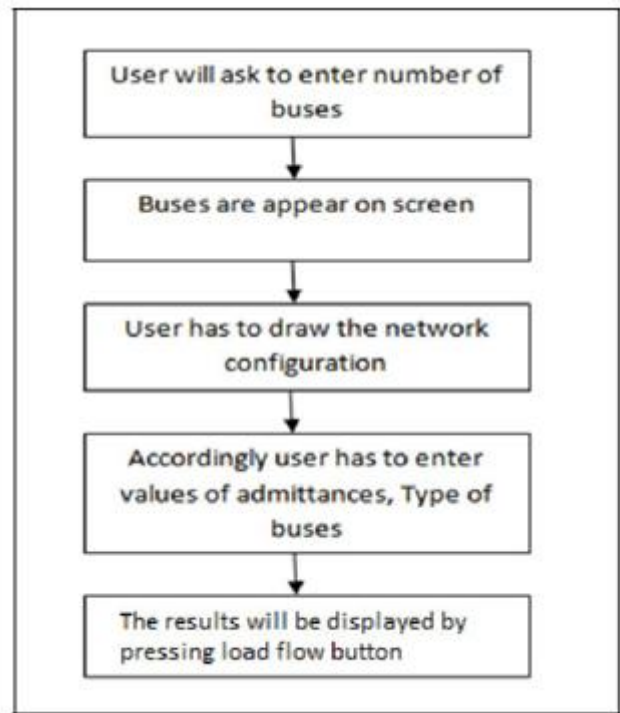 User will ask to enter number of
buses
Buses are appear on screen
User has to draw the network
configuration
Accordingly user has to enter
values of admittances, Type of
buses
The results will be displayed by
pressing load flow button